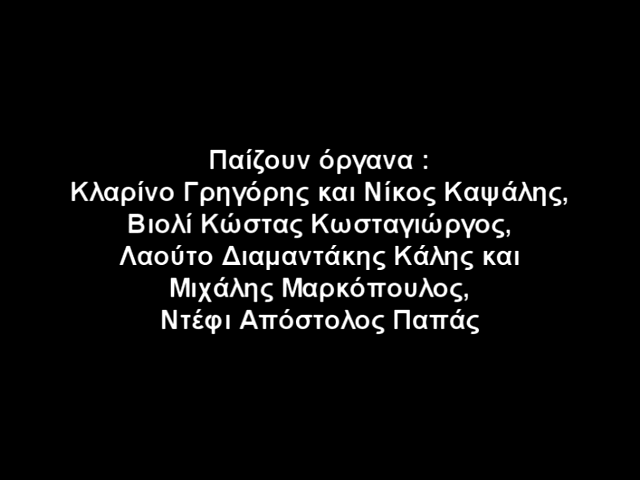 Παίζουν όργανα :
Κλαρίνο Γρηγόρης και Νίκος Καψάλης,
Βιολί Κώστας Κωσταγιώργος,
Λαούτο Διαμαντάκης Κάλης και
Μιχάλης Μαρκόπουλος,
Ντέφι Απόστολος Παπάς